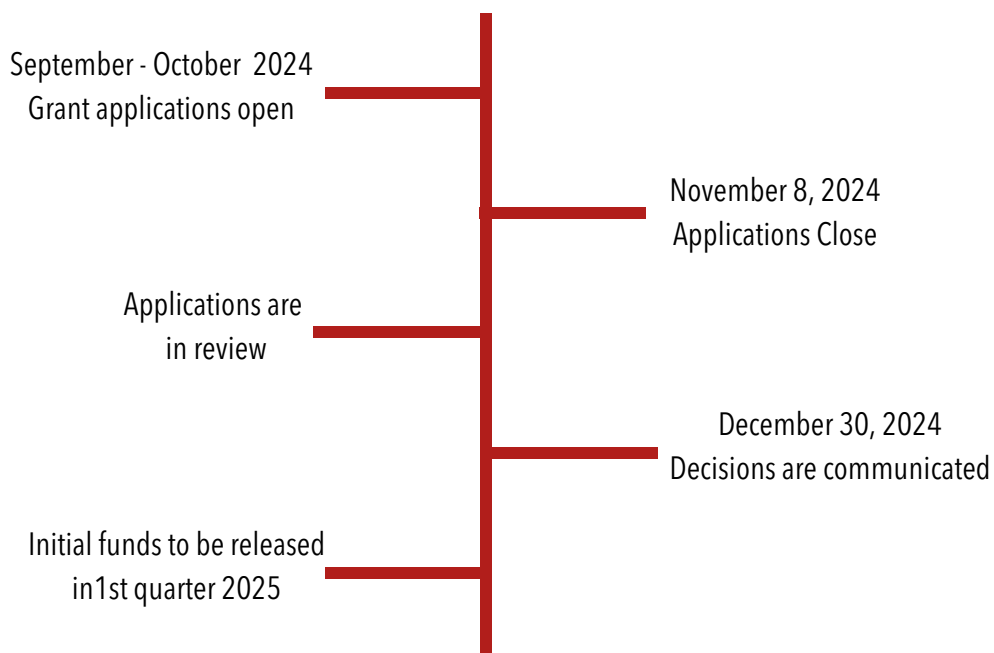 September - October  2024
Grant applications open
November 8, 2024
Applications Close
Applications are
in review
December 30, 2024
Decisions are communicated
Initial funds to be released
in1st quarter 2025